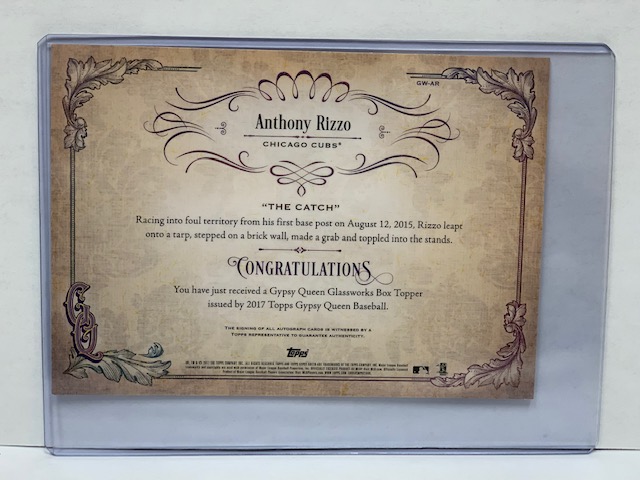 GW-AR
Anthony Rizzo
CHICAGO CUBS®
"THE CATCH"
Racing into foul territory from his first base post on August 12, 2015, Rizzo leapt
onto a tarp, stepped on a brick wall, made a grab and toppled into the stands.
CONGRATULATIONS
You have just received a Gypsy Queen Glassworks Box Topper
issued by 2017 Topps Gypsy Queen Baseball.
THE SIGNING OF ALL AUTOGRAPH CARDS IS WITNESSED BY A
TOPPS REPRESENTATIVE TO GUARANTEE AUTHENTICITY.
GQ
TOPPS